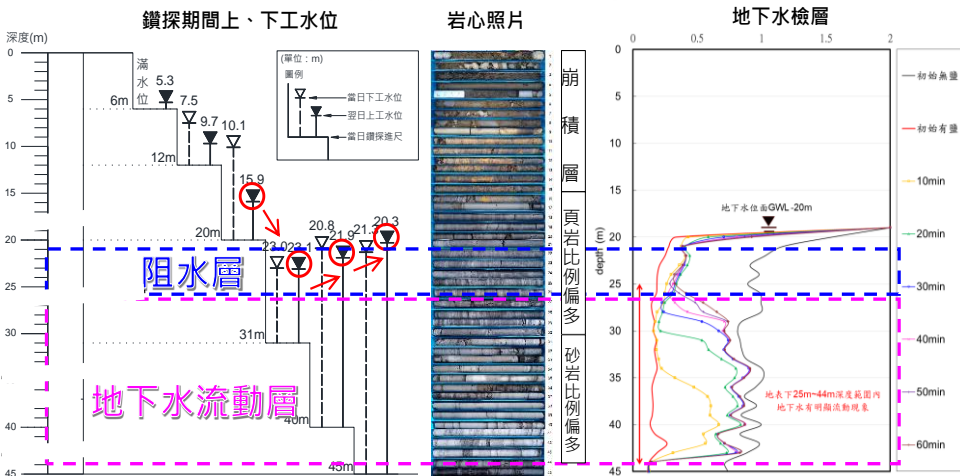 鑽探期間上、下工水位
岩心照片
地下水檢層
深度(m)
0
5
10
15
20
25
30
35
40
45
滿水位
5.3
7.5
9.7
10.1
15.9
23.0
23.1
20.8
21.9
21.3
20.3
6m
12m
20m
31m
40m
45m
(單位：m)
圖例
當日下工水位
翌日上工水位
當日鑽探進尺
阻水層
地下水流動層
崩積層
頁岩比例偏多
砂岩比例偏多
0
1
2
0
5
10
15
20
25
30
35
40
45
depth (m)
地下水位面GWL -20m
地表下25m~44m深度範圍內
地下水有明顯流動現象
初始無鹽
初始有鹽
10min
20min
30min
40min
50min
60min